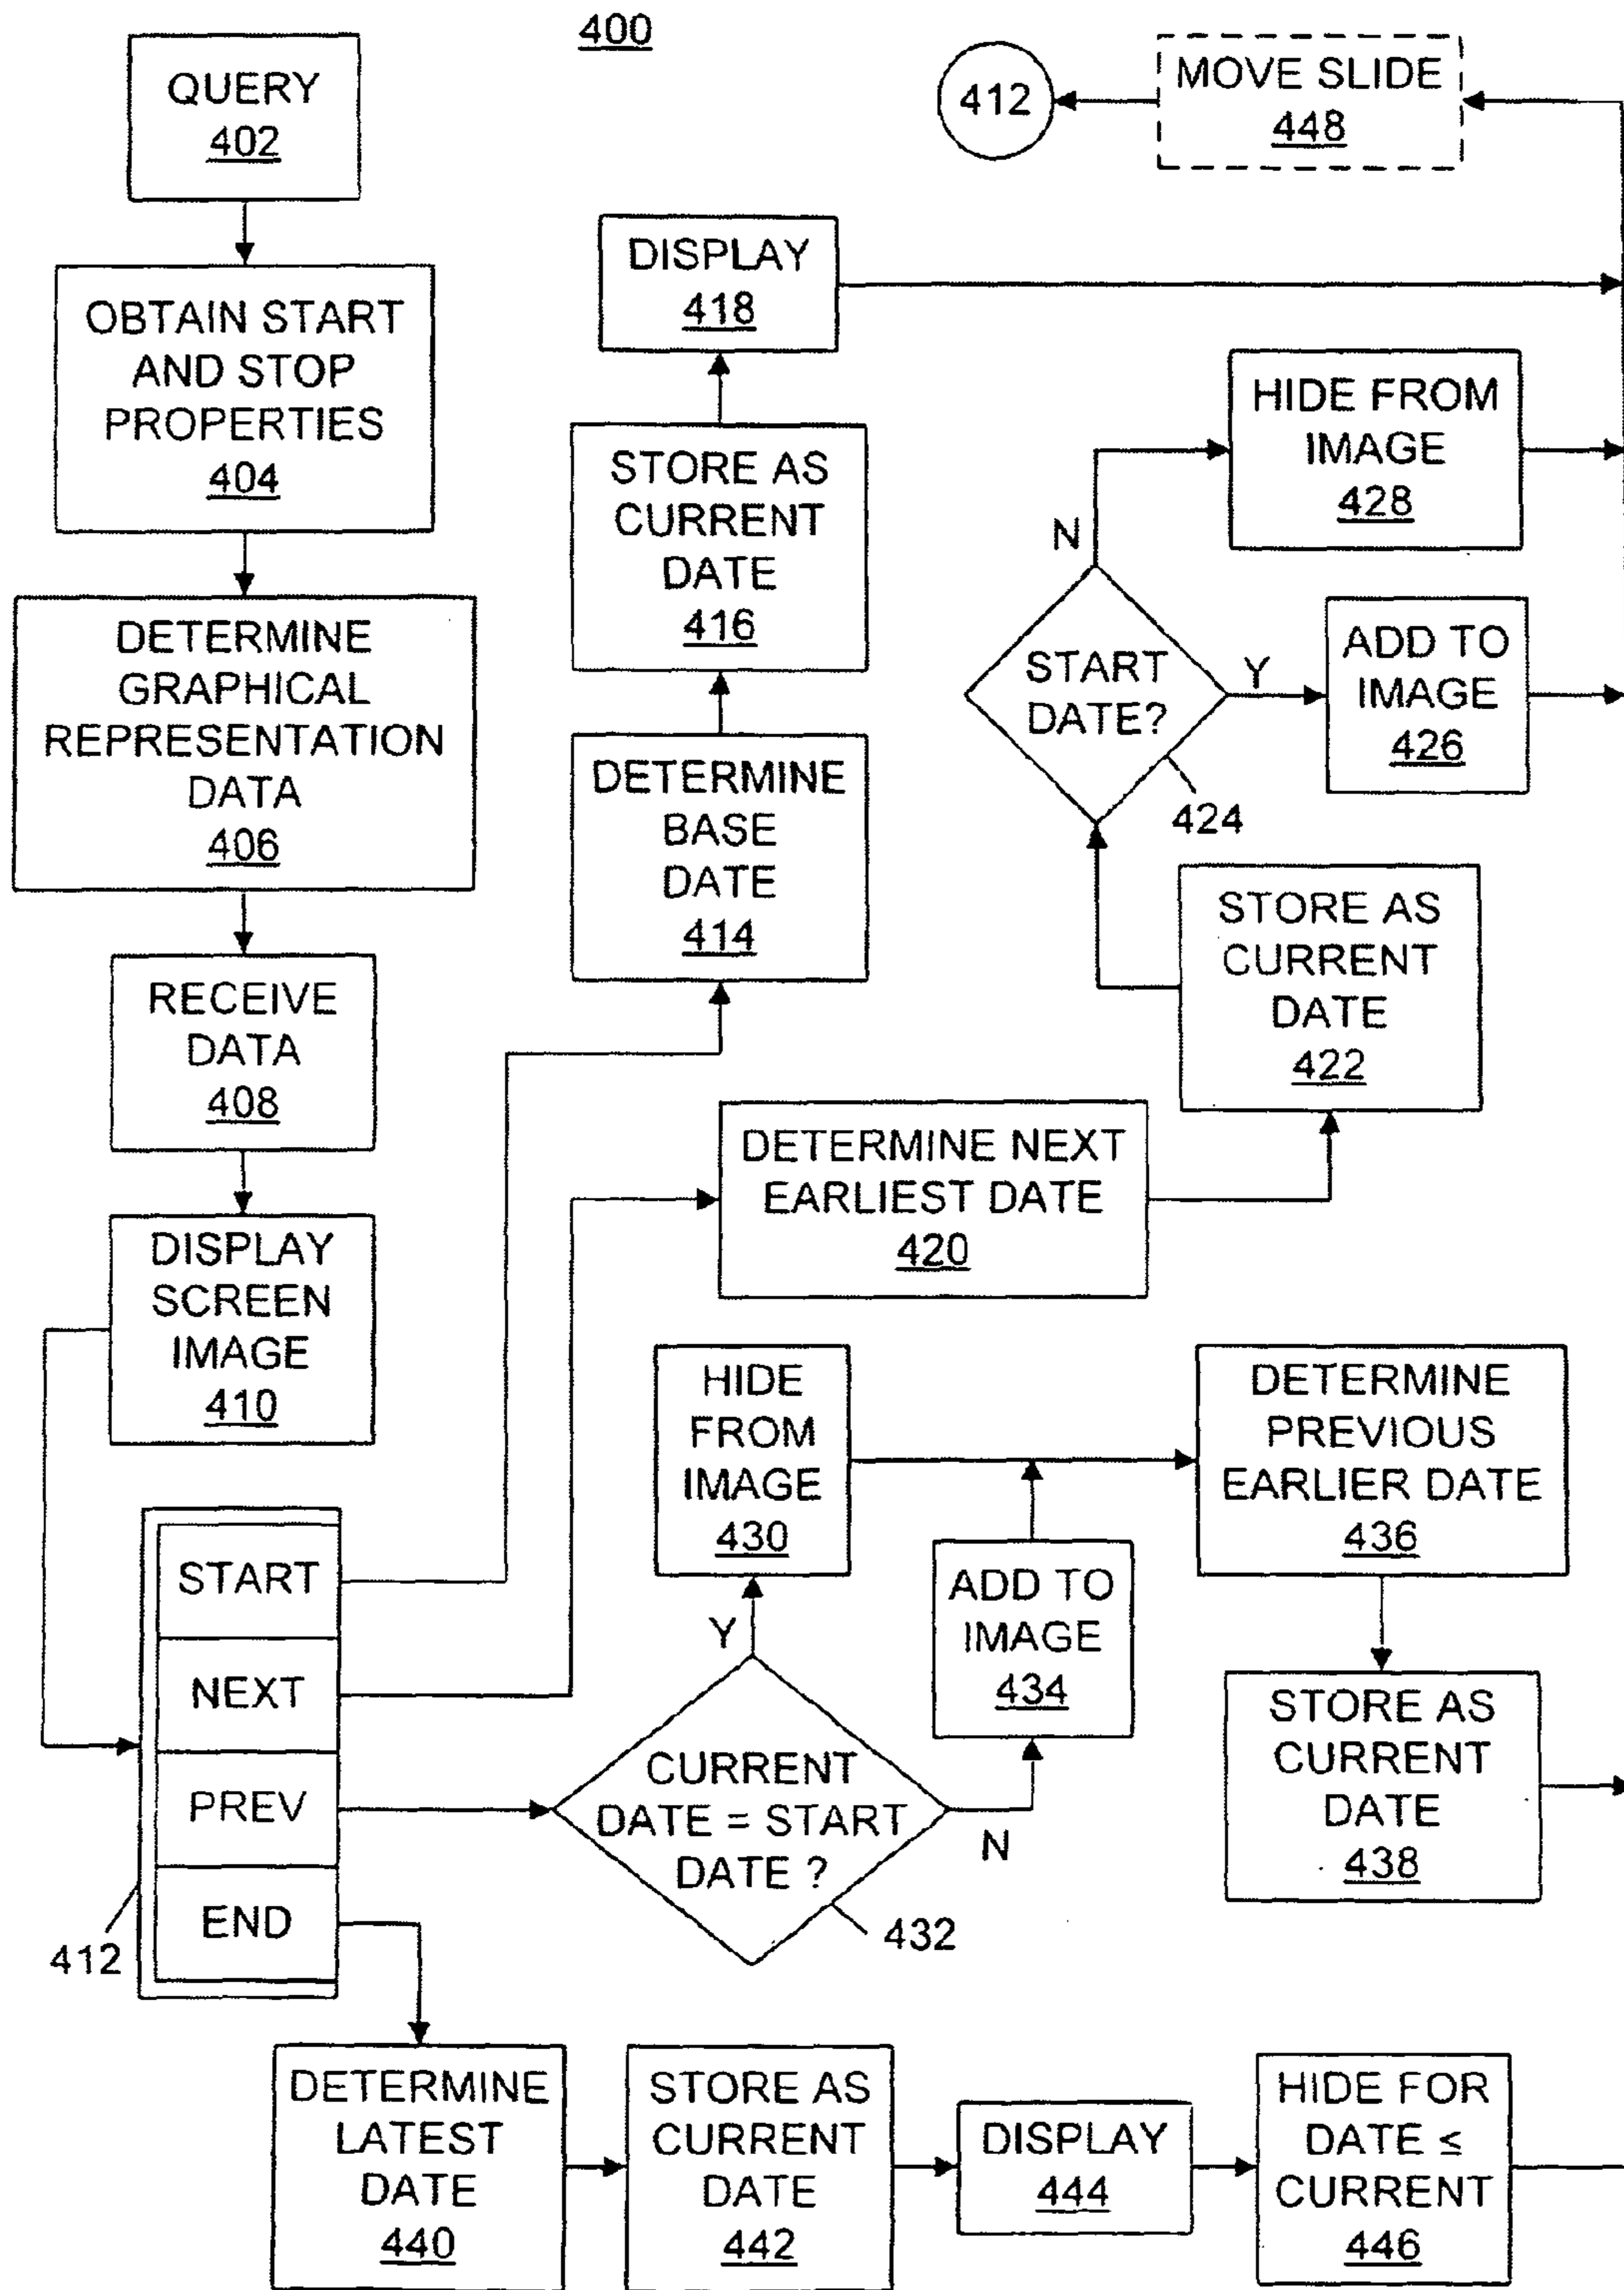 400
QUERY
402
OBTAIN START
AND STOP
PROPERTIES
404
DETERMINE
GRAPHICAL
REPRESENTATION
DATA
406
RECEIVE
DATA
408
DISPLAY
SCREEN
IMAGE
410
START
NEXT
PREV
END
412
412
MOVE SLIDE
448
DISPLAY
418
STORE AS
CURRENT
DATE
416
DETERMINE
BASE
DATE
414
HIDE FROM
IMAGE
428
N
START
DATE?
Y
424
ADD TO
IMAGE
426
STORE AS
CURRENT
DATE
422
DETERMINE NEXT
EARLIEST DATE
420
HIDE
FROM
IMAGE
430
Y
CURRENT
DATE = START
DATE ?
N
432
ADD TO
IMAGE
434
DETERMINE
PREVIOUS
EARLIER DATE
436
STORE AS
CURRENT
DATE
438
DETERMINE
LATEST
DATE
440
STORE AS
CURRENT
DATE
442
DISPLAY
444
HIDE FOR
DATE ≤
CURRENT
446